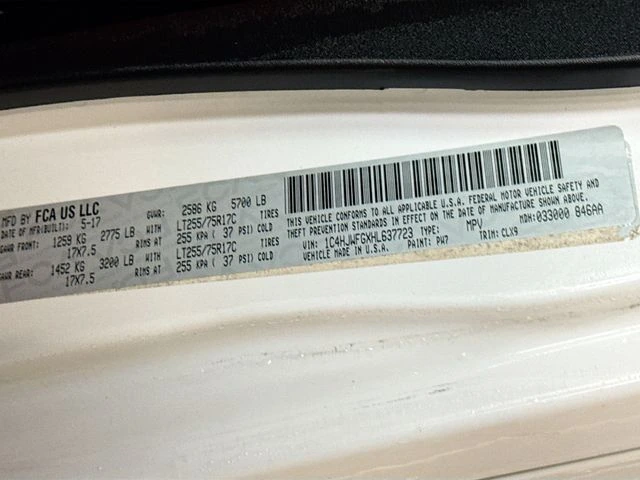 MFD BY FCA US LLC
DATE OF MFR(BUILT): 5-17 GVWR: 2586 KG 5700 LB
GAWR FRONT: 1259 KG 2775 LB WITH LT255/75R17C TIRES
17X7.5 RIM AT 255 KPA ( 37 PSI) COLD
GAWR REAR: 1452 KG 3200 LB WITH LT255/75R17C TIRES
17X7.5 RIM AT 255 KPA ( 37 PSI) COLD
THIS VEHICLE CONFORMS TO ALL APPLICABLE U.S.A. FEDERAL MOTOR VEHICLE SAFETY AND
THEFT PREVENTION STANDARDS IN EFFECT ON THE DATE OF MANUFACTURE SHOWN ABOVE
VIN: 1C4HJWFGXHL637723 TYPE: MPV MDH: 033000 846AA
VEHICLE MADE IN U.S.A. PAINT: PW7 TRIM: CLX9